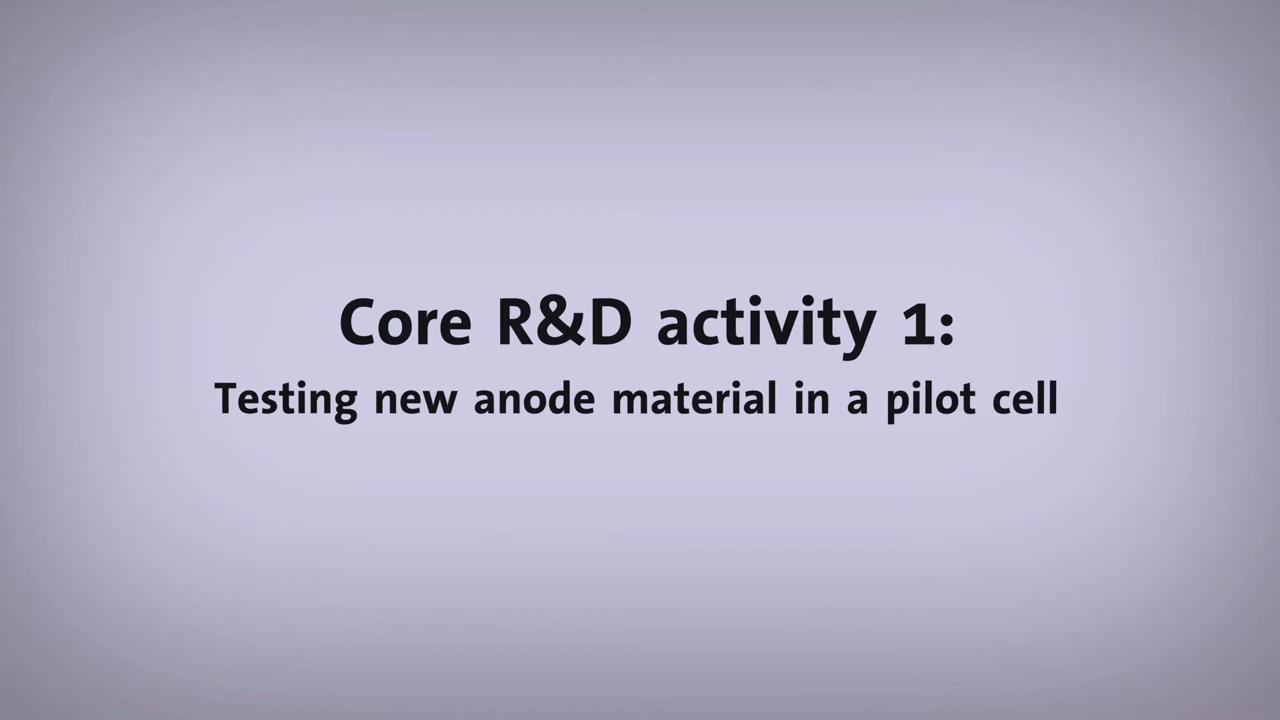 Core R&D activity 1:
Testing new anode material in a pilot cell